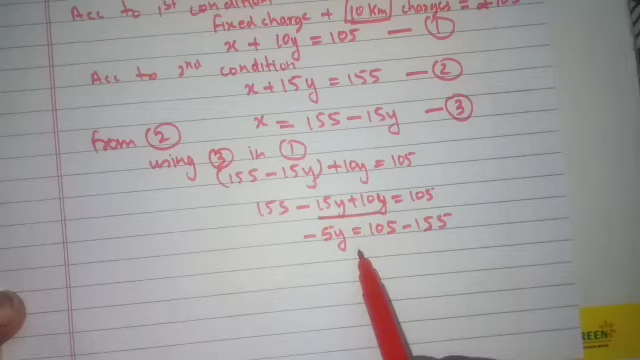 Acc to 1st condition
Fixed charge + 10 km charges = ₹105
x + 10y = 105 — ①
Acc to 2nd condition
x + 15y = 155 — ②
from ② x = 155 - 15y — ③
using ③ in ①
(155 - 15y) + 10y = 105
155 - 15y + 10y = 105
- 5y = 105 - 155
REEN